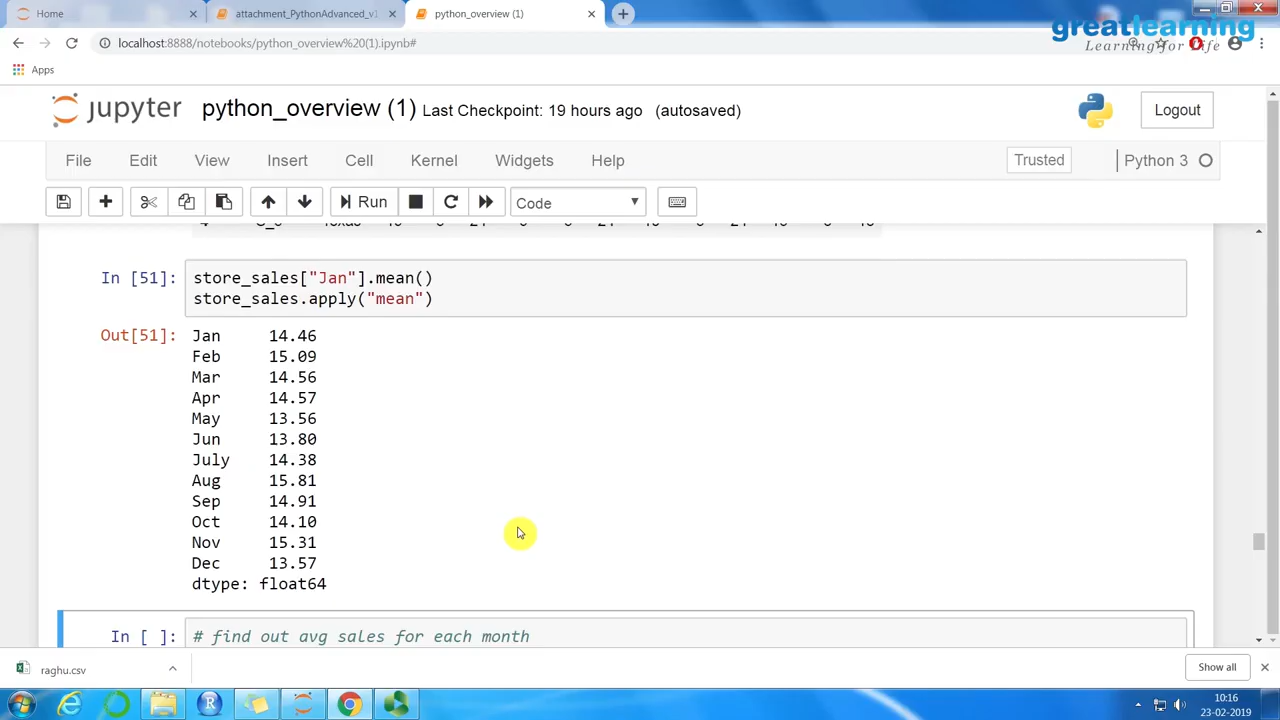 Home
attachment_PythonAdvanced_v1
python_overview (1)
greatlearning
Learning for Life
localhost:8888/notebooks/python_overview%20(1).ipynb#
Apps
jupyter python_overview (1) Last Checkpoint: 19 hours ago (autosaved)
Logout
File Edit View Insert Cell Kernel Widgets Help
Trusted
Python 3
Run
Code
In [51]: store_sales["Jan"].mean()
store_sales.apply("mean")
Out[51]: Jan 14.46
Feb 15.09
Mar 14.56
Apr 14.57
May 13.56
Jun 13.80
July 14.38
Aug 15.81
Sep 14.91
Oct 14.10
Nov 15.31
Dec 13.57
dtype: float64
In [ ]: # find out avg sales for each month
raghu.csv
Show all
10:16
23-02-2019